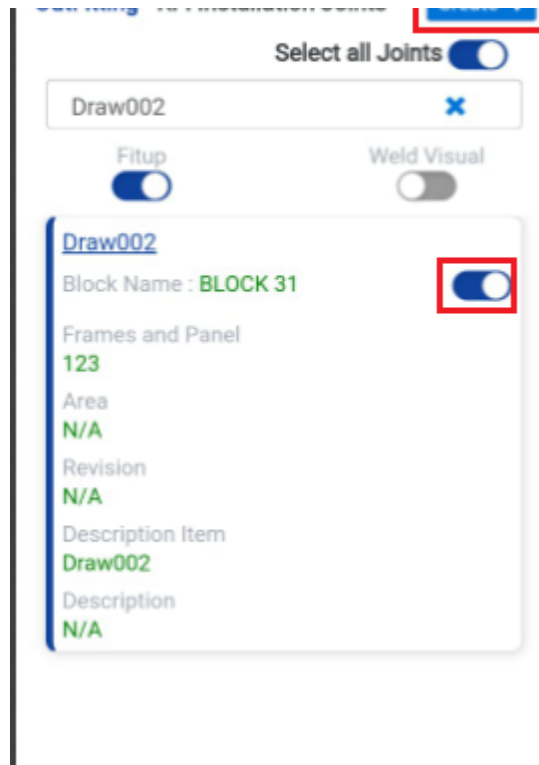 Select all Joints
Draw002
Fitup Weld Visual
Draw002
Block Name : BLOCK 31
Frames and Panel
123
Area
N/A
Revision
N/A
Description Item
Draw002
Description
N/A